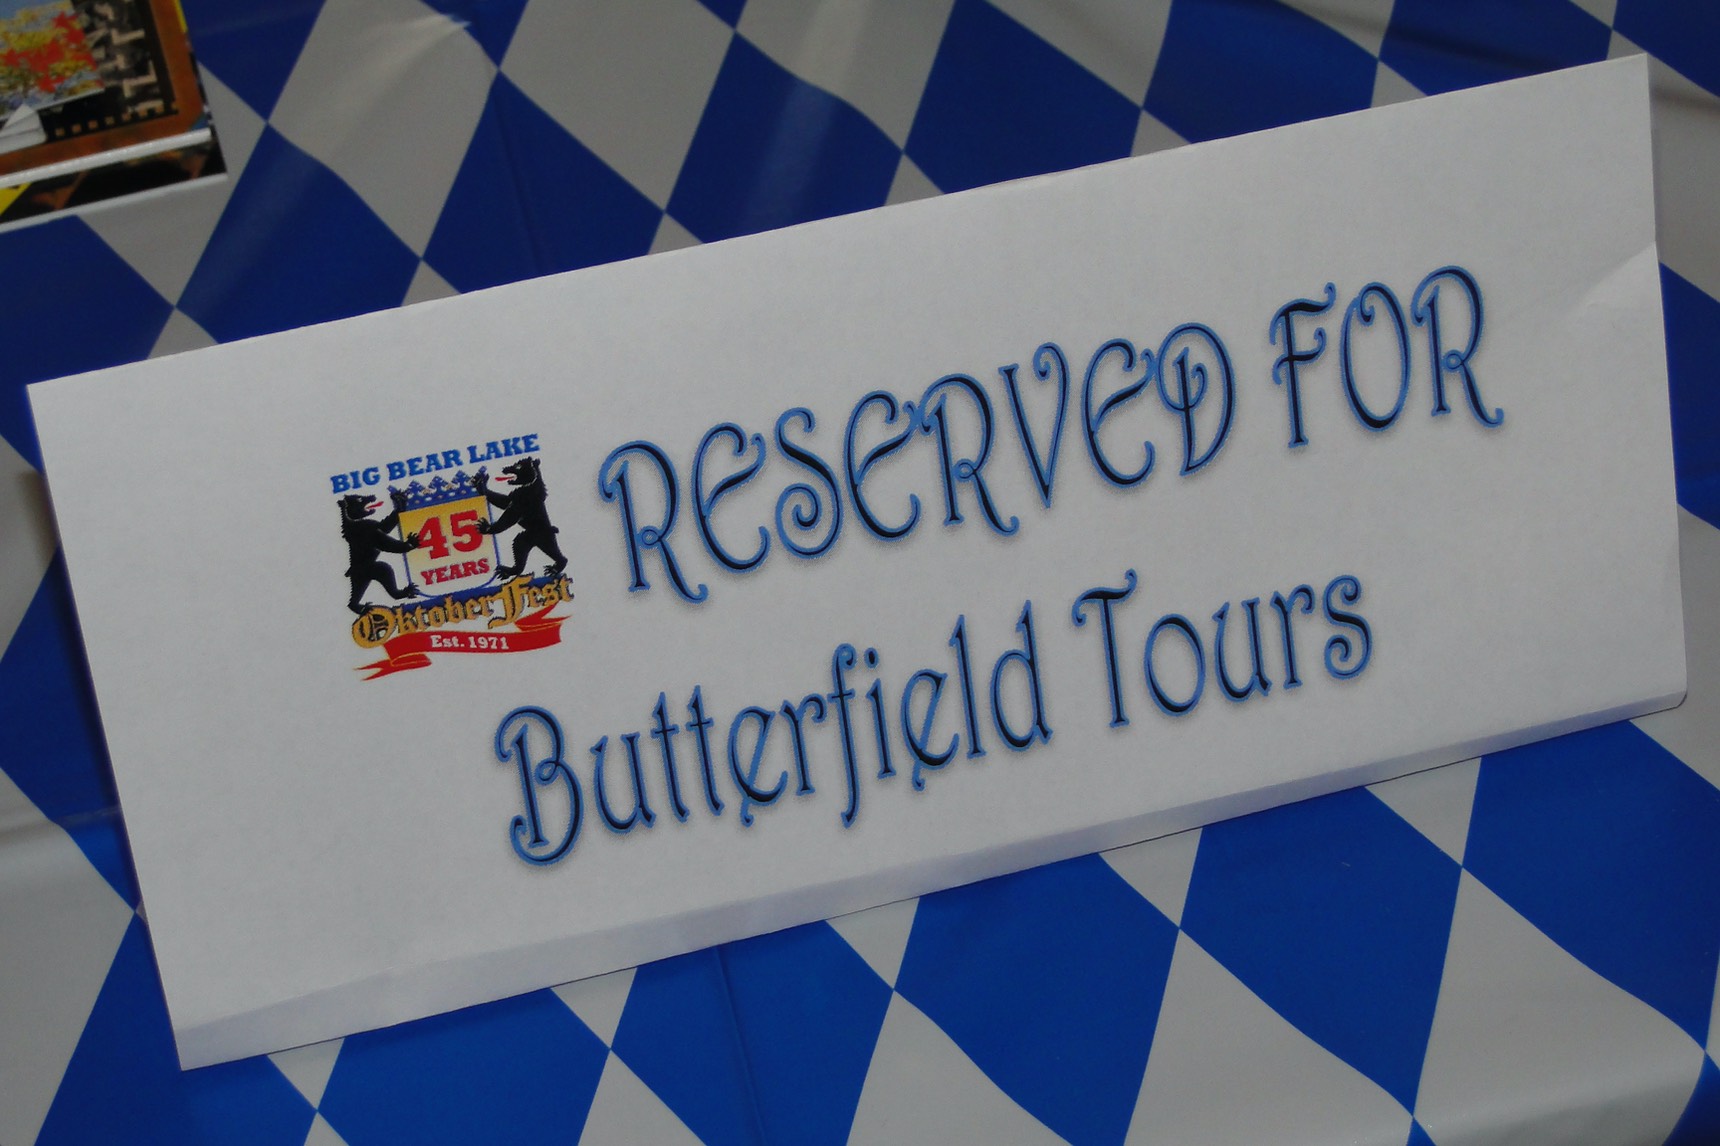 BIG BEAR LAKE
45
YEARS
OktoberFest
Est. 1971
RESERVED FOR
Butterfield Tours